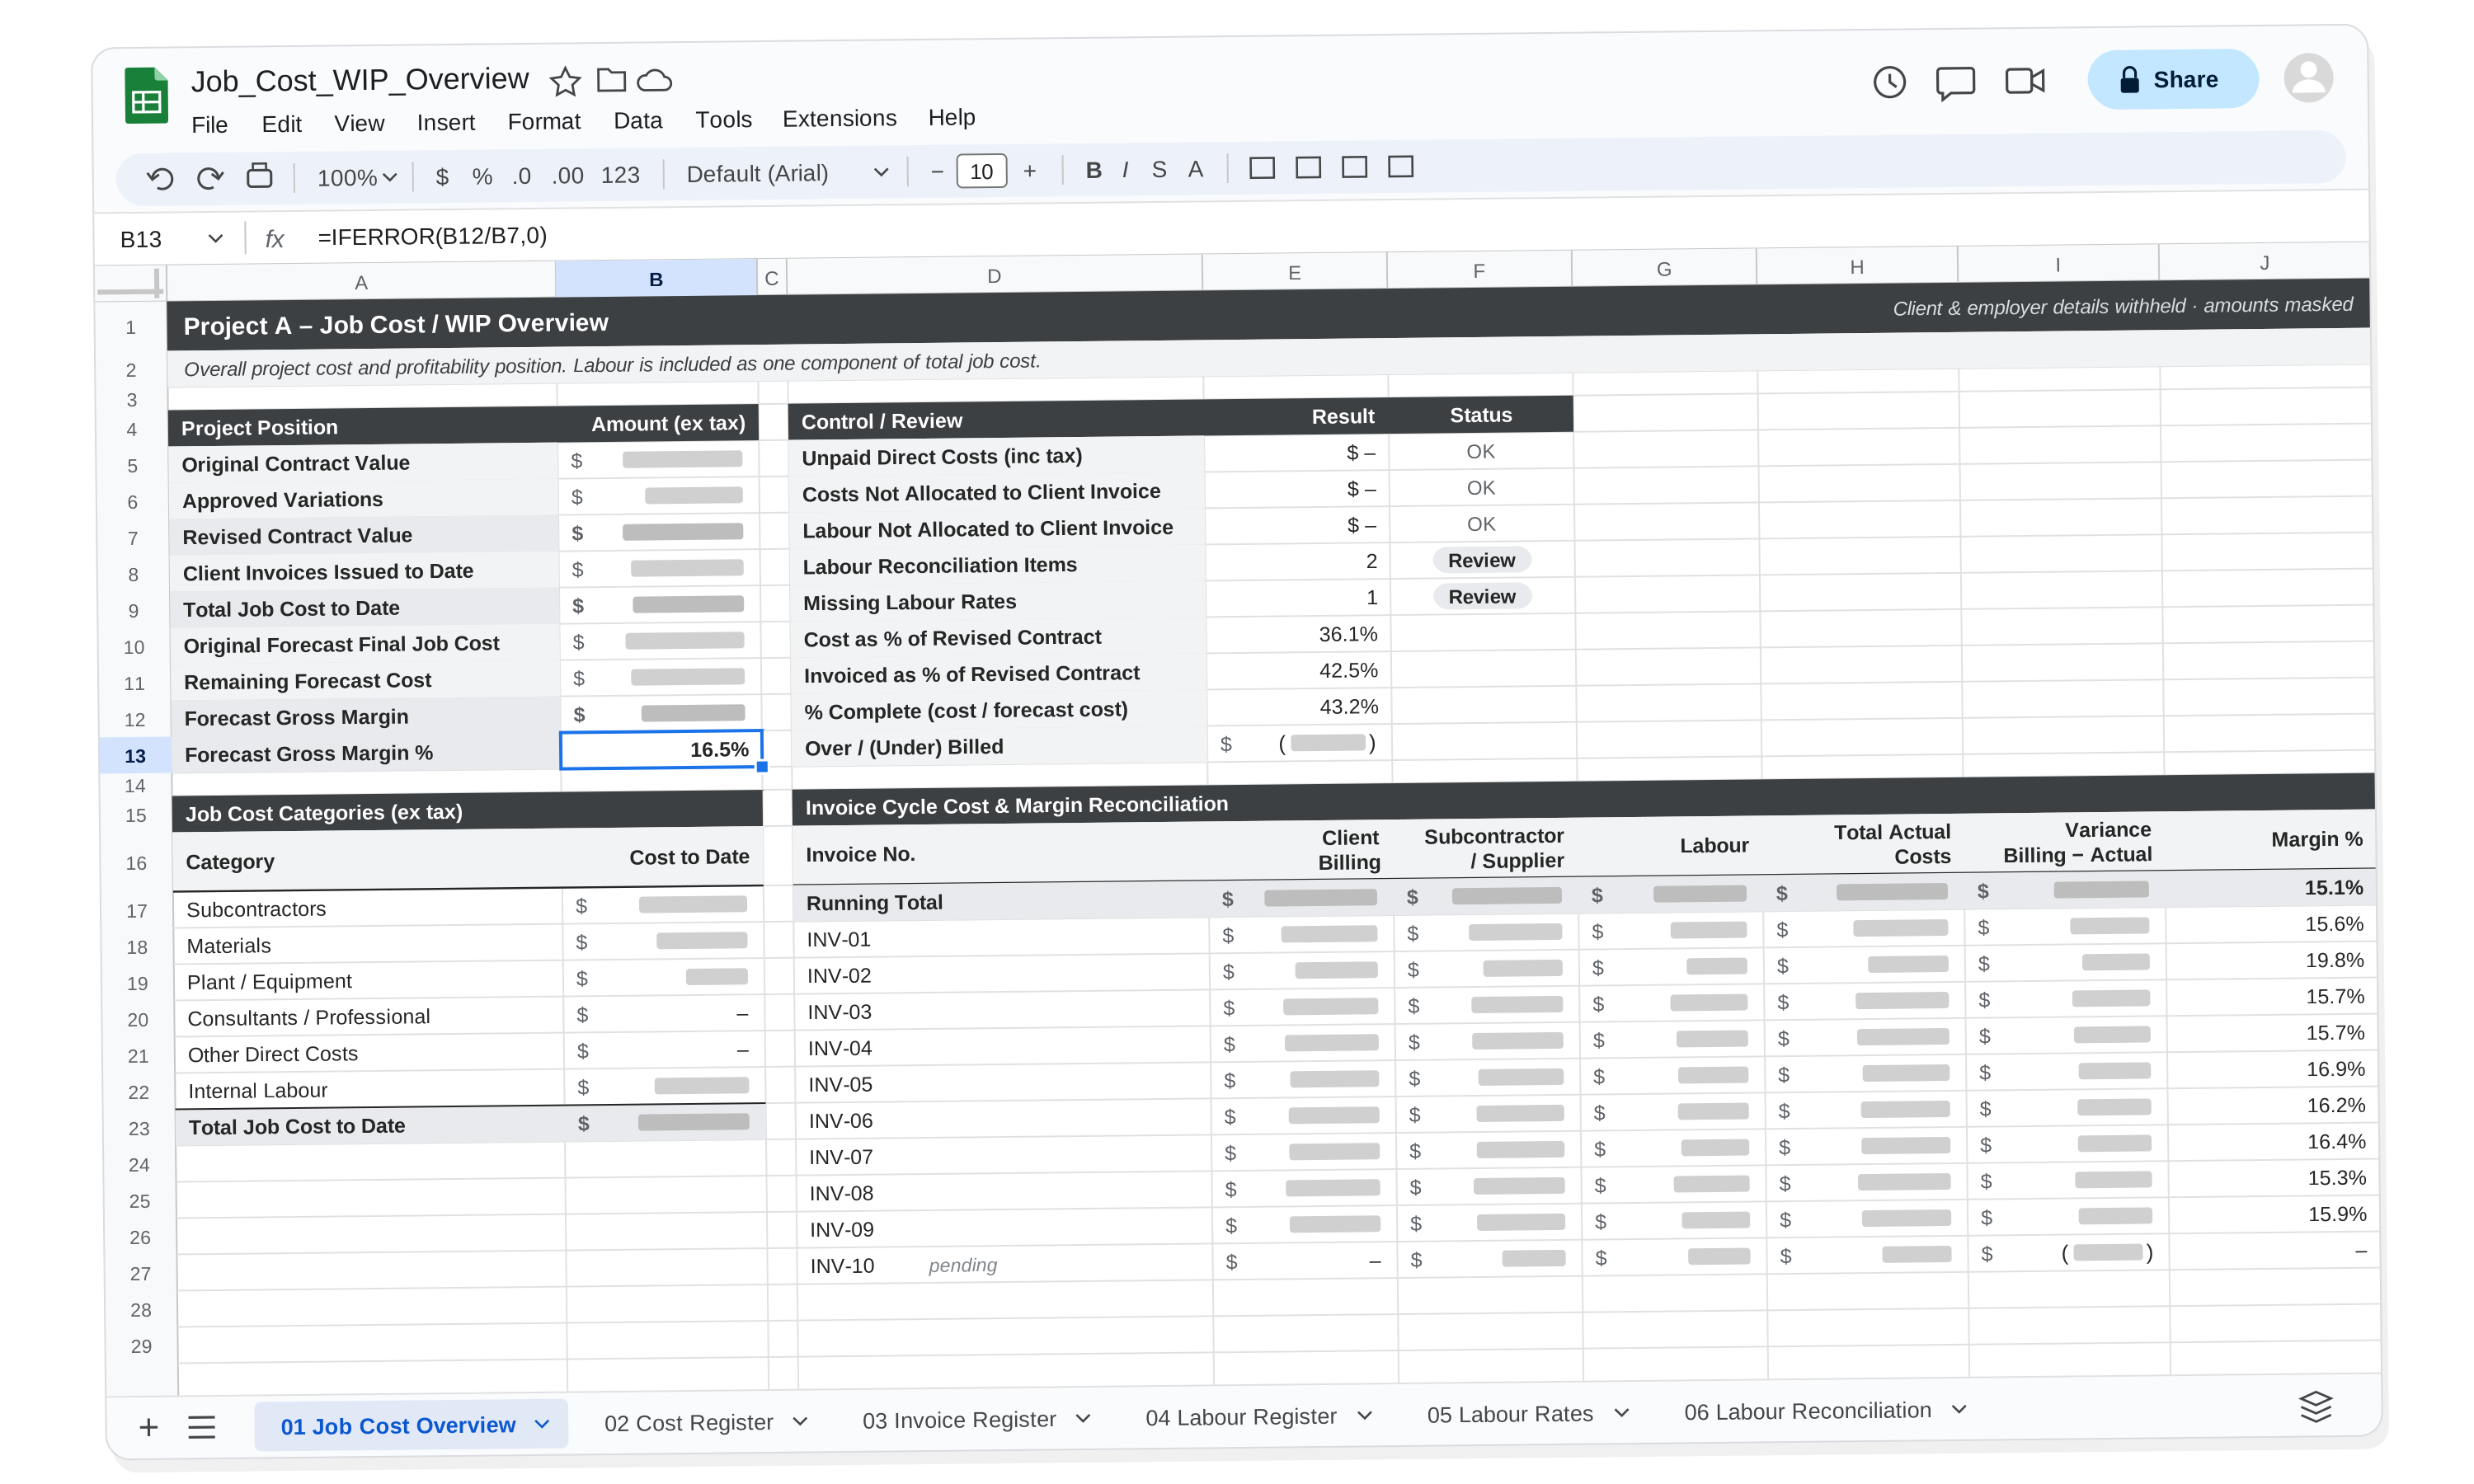 Job_Cost_WIP_Overview
File Edit View Insert Format Data Tools Extensions Help
Share
100% $ % .0 .00 123 Default (Arial) − 10 + B I S A
B13 fx =IFERROR(B12/B7,0)
A B C D E F G H I J
1 Project A – Job Cost / WIP Overview Client & employer details withheld · amounts masked
2 Overall project cost and profitability position. Labour is included as one component of total job cost.
3
4 Project Position Amount (ex tax) Control / Review Result Status
5 Original Contract Value $ Unpaid Direct Costs (inc tax) $ – OK
6 Approved Variations $ Costs Not Allocated to Client Invoice $ – OK
7 Revised Contract Value $ Labour Not Allocated to Client Invoice $ – OK
8 Client Invoices Issued to Date $ Labour Reconciliation Items 2 Review
9 Total Job Cost to Date $ Missing Labour Rates 1 Review
10 Original Forecast Final Job Cost $ Cost as % of Revised Contract 36.1%
11 Remaining Forecast Cost $ Invoiced as % of Revised Contract 42.5%
12 Forecast Gross Margin $ % Complete (cost / forecast cost) 43.2%
13 Forecast Gross Margin % 16.5% Over / (Under) Billed $ ( )
14
15 Job Cost Categories (ex tax) Invoice Cycle Cost & Margin Reconciliation
16 Category Cost to Date Invoice No. Client Billing Subcontractor / Supplier Labour Total Actual Costs Variance Billing − Actual Margin %
17 Subcontractors $ Running Total $ $ $ $ $ 15.1%
18 Materials $ INV-01 $ $ $ $ $ 15.6%
19 Plant / Equipment $ INV-02 $ $ $ $ $ 19.8%
20 Consultants / Professional $ – INV-03 $ $ $ $ $ 15.7%
21 Other Direct Costs $ – INV-04 $ $ $ $ $ 15.7%
22 Internal Labour $ INV-05 $ $ $ $ $ 16.9%
23 Total Job Cost to Date $ INV-06 $ $ $ $ $ 16.2%
24 INV-07 $ $ $ $ $ 16.4%
25 INV-08 $ $ $ $ $ 15.3%
26 INV-09 $ $ $ $ $ 15.9%
27 INV-10 pending $ – $ $ $ $ ( ) –
28
29
+ 01 Job Cost Overview 02 Cost Register 03 Invoice Register 04 Labour Register 05 Labour Rates 06 Labour Reconciliation